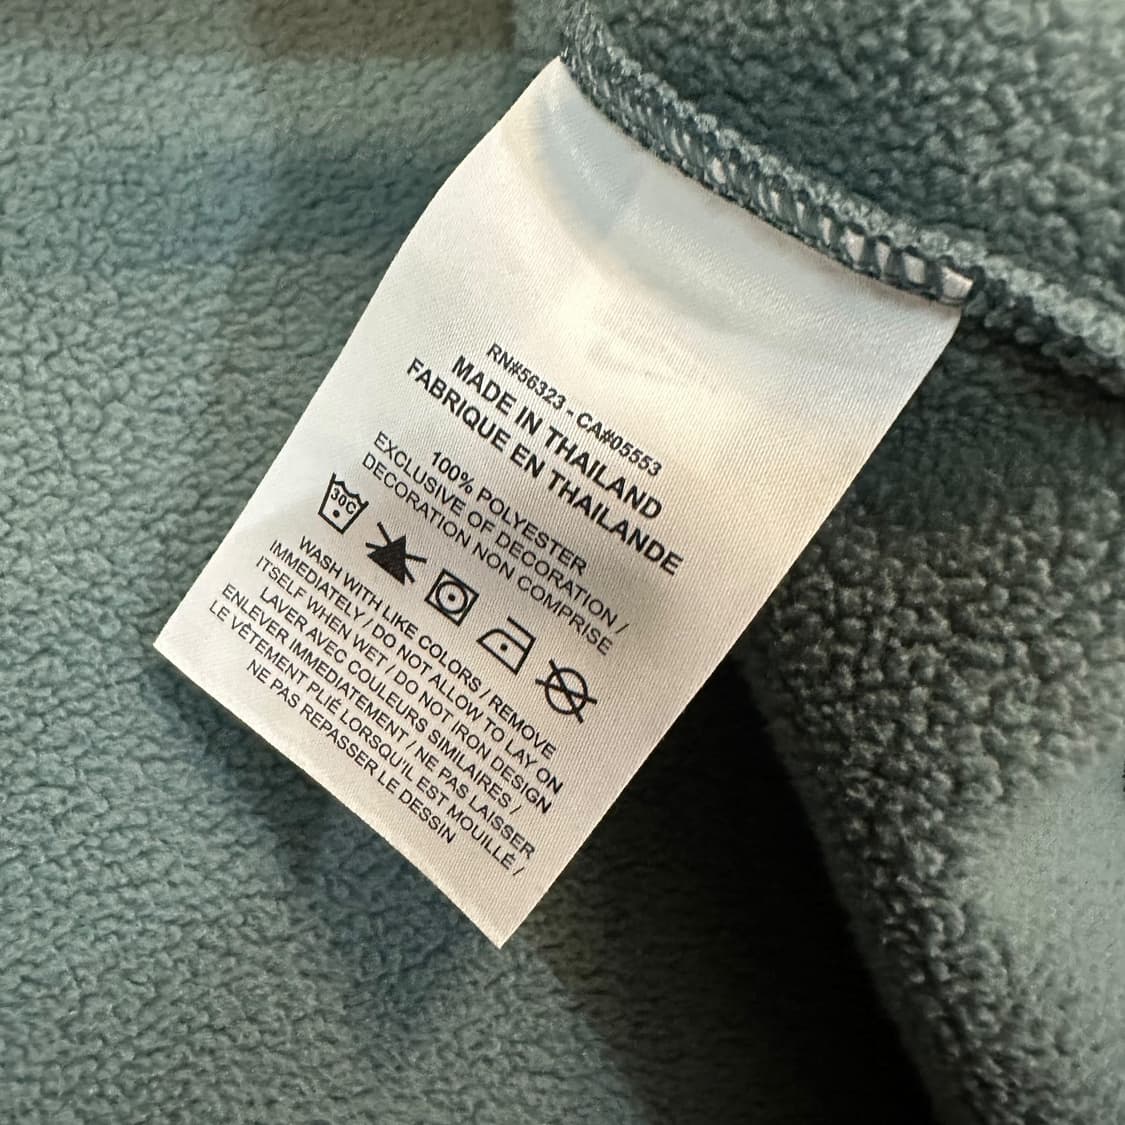 RN#56323 - CA#05553
MADE IN THAILAND
FABRIQUE EN THAILANDE
100% POLYESTER
EXCLUSIVE OF DECORATION /
DECORATION NON COMPRISE
30C
WASH WITH LIKE COLORS / REMOVE
IMMEDIATELY / DO NOT ALLOW TO LAY ON
ITSELF WHEN WET / DO NOT IRON DESIGN
LAVER AVEC COULEURS SIMILAIRES /
ENLEVER IMMEDIATEMENT / NE PAS LAISSER
LE VÊTEMENT PLIÉ LORSQU'IL EST MOUILLÉ /
NE PAS REPASSER LE DESSIN